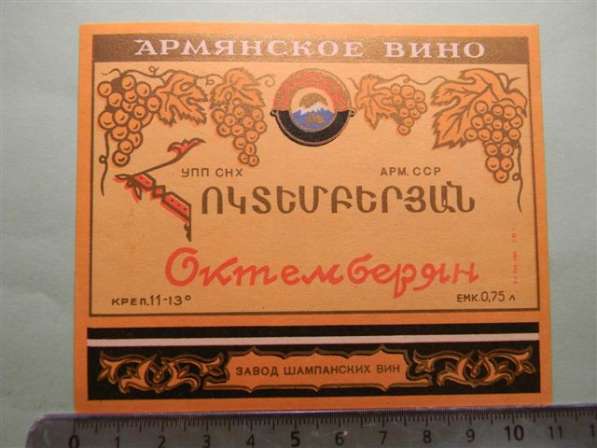 АРМЯНСКОЕ ВИНО
УПП СНХ АРМ. ССР
ՀՈԿՏԵՄԲԵՐՅԱՆ
Октемберян
КРЕП. 11-13° ЕМК. 0,75 л
ЗАВОД ШАМПАНСКИХ ВИН
0 1 2 3 4 5 6 7 8 9 10 11